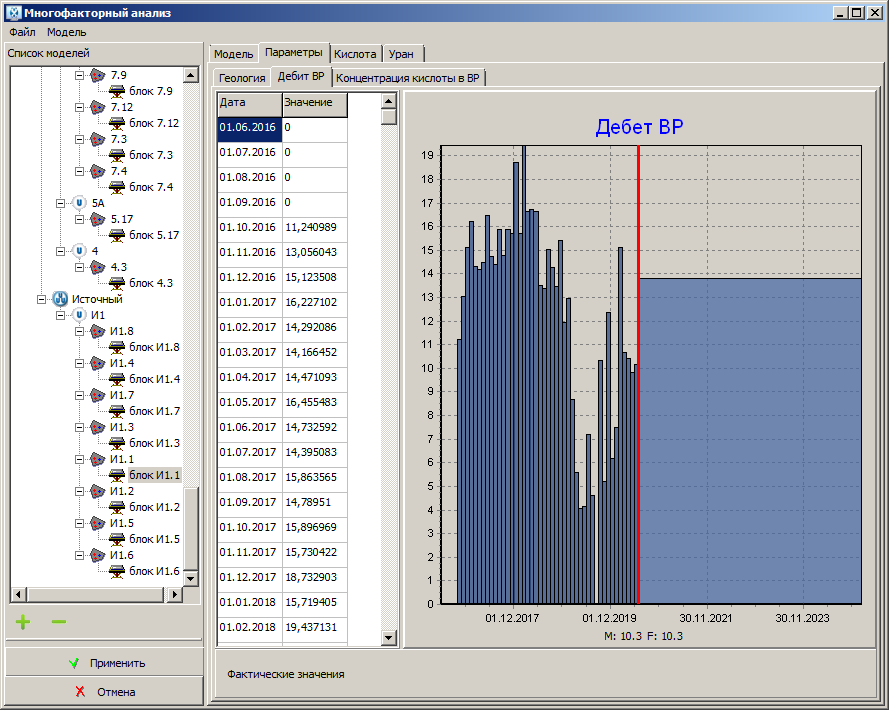 Многофакторный анализ
Файл Модель
Список моделей
7.9
блок 7.9
7.12
блок 7.12
7.3
блок 7.3
7.4
блок 7.4
5А
5.17
блок 5.17
4
4.3
блок 4.3
Источный
И1
И1.8
блок И1.8
И1.4
блок И1.4
И1.7
блок И1.7
И1.3
блок И1.3
И1.1
блок И1.1
И1.2
блок И1.2
И1.5
блок И1.5
И1.6
блок И1.6
Применить
Отмена
Модель Параметры Кислота Уран
Геология Дебит ВР Концентрация кислоты в ВР
Дата Значение
01.06.2016 0
01.07.2016 0
01.08.2016 0
01.09.2016 0
01.10.2016 11,240989
01.11.2016 13,056043
01.12.2016 15,123508
01.01.2017 16,227102
01.02.2017 14,292086
01.03.2017 14,166452
01.04.2017 14,471093
01.05.2017 16,455483
01.06.2017 14,732592
01.07.2017 14,395083
01.08.2017 15,863565
01.09.2017 14,78951
01.10.2017 15,896969
01.11.2017 15,730422
01.12.2017 18,732903
01.01.2018 15,719405
01.02.2018 19,437131
Дебет ВР
19
18
17
16
15
14
13
12
11
10
9
8
7
6
5
4
3
2
1
0
01.12.2017 01.12.2019 30.11.2021 30.11.2023
M: 10.3 F: 10.3
Фактические значения